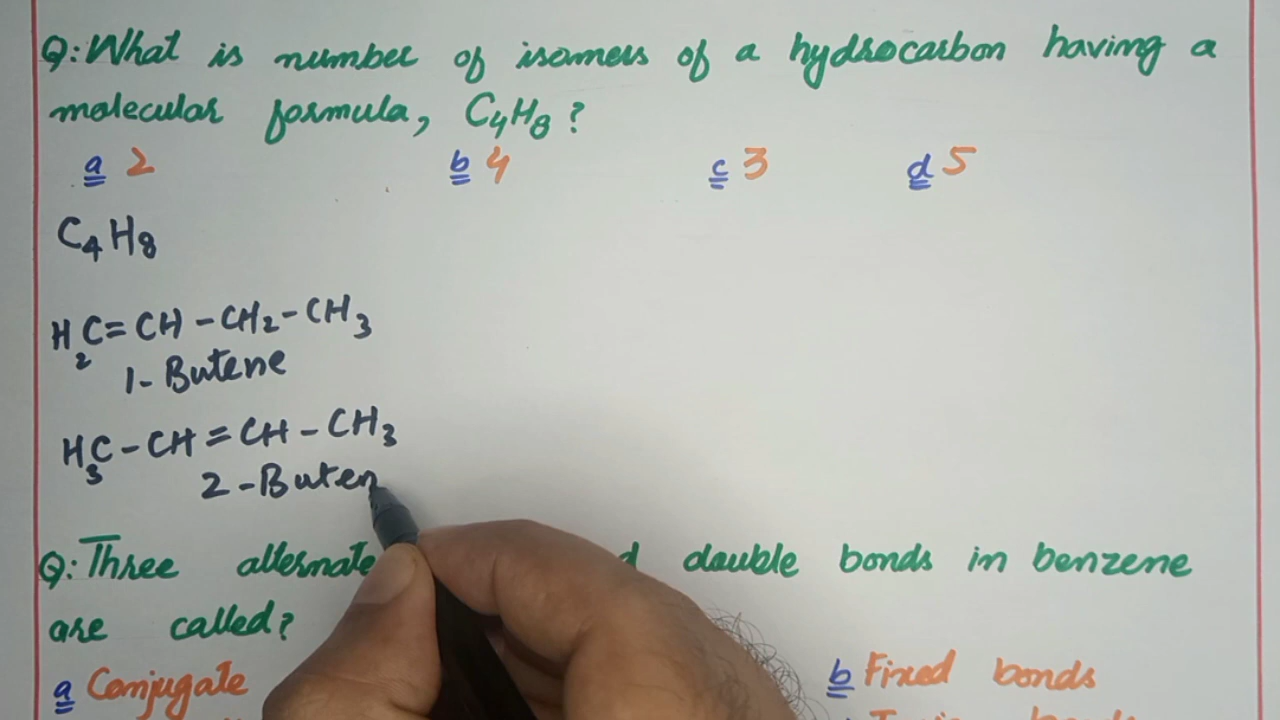 Q: What is number of isomers of a hydrocarbon having a
molecular formula, C₄H₈?
a 2 b 4 c 3 d 5
C₄H₈
H₂C=CH-CH₂-CH₃
1-Butene
H₃C-CH=CH-CH₃
2-Buten
Q: Three double bonds in benzene
are called?
a Conjugate b Fixed bonds